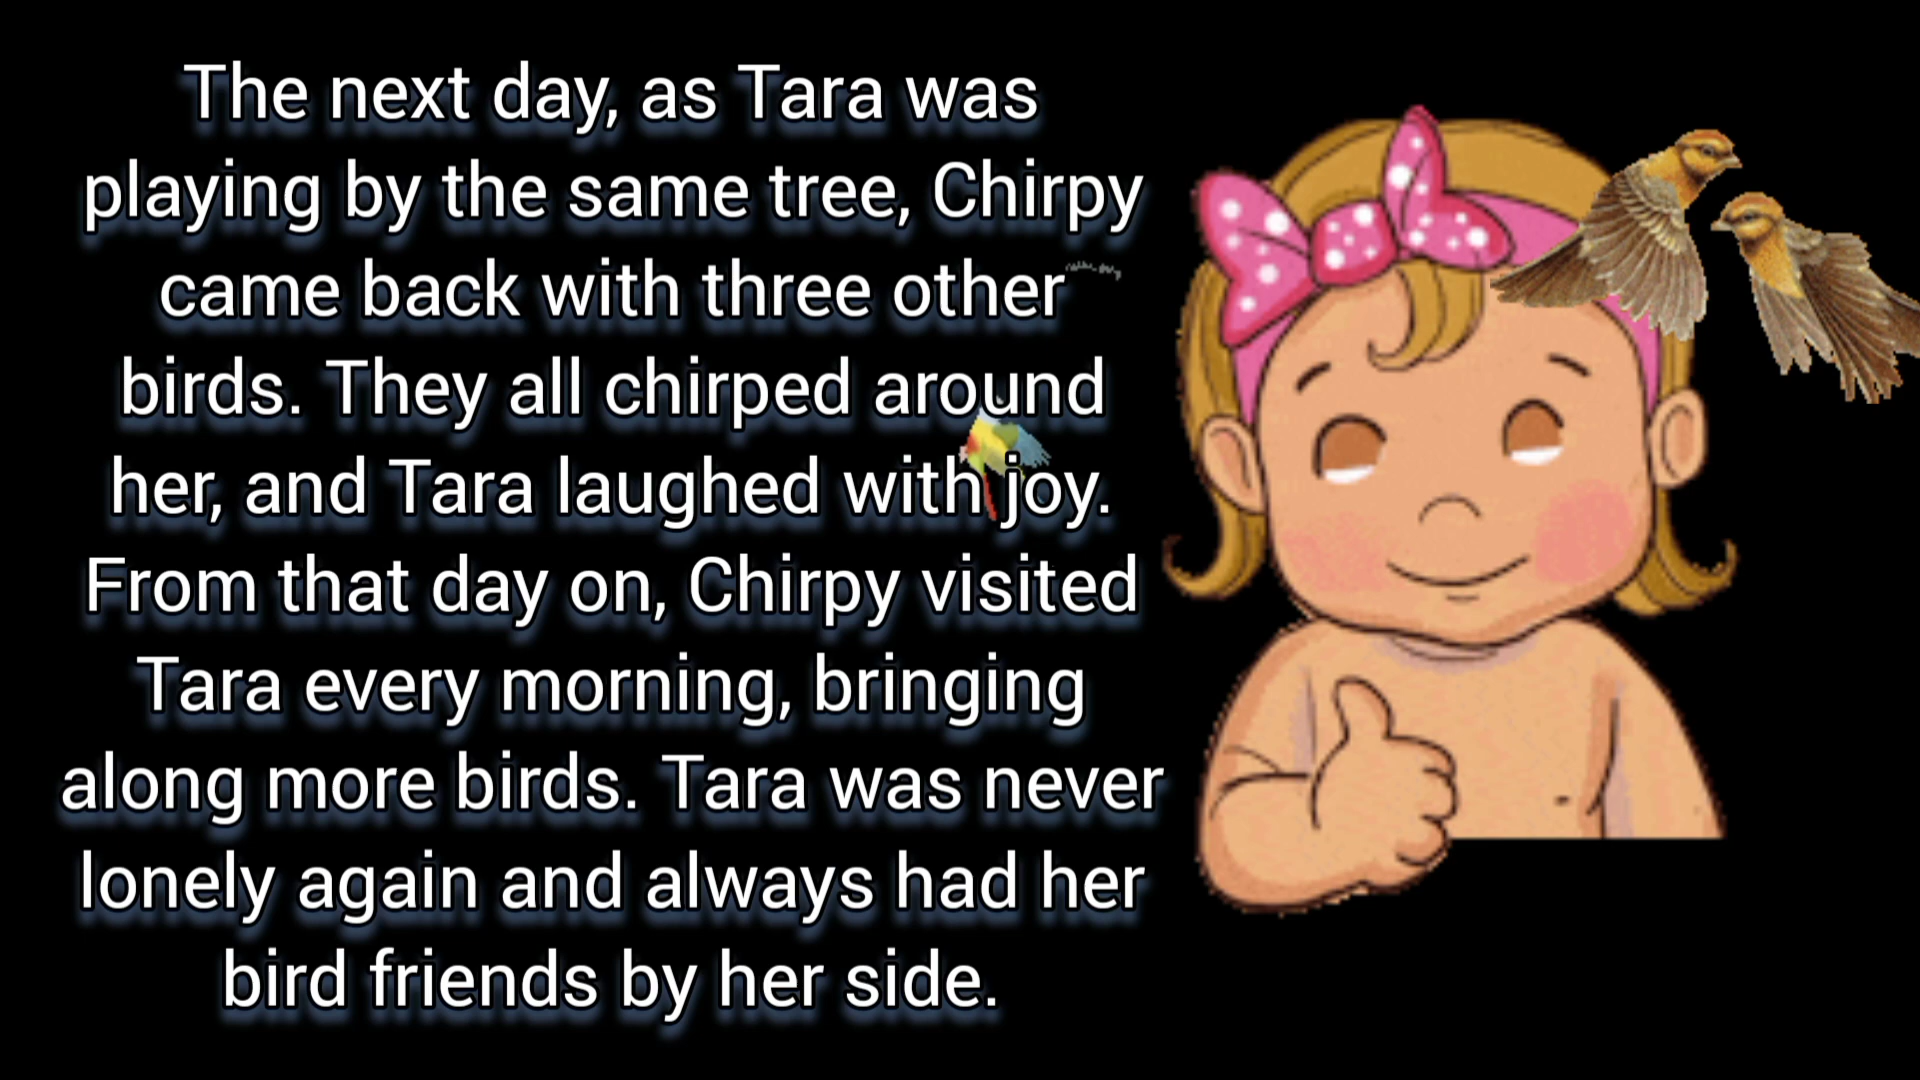 The next day, as Tara was
playing by the same tree, Chirpy
came back with three other
birds. They all chirped around
her, and Tara laughed with joy.
From that day on, Chirpy visited
Tara every morning, bringing
along more birds. Tara was never
lonely again and always had her
bird friends by her side.